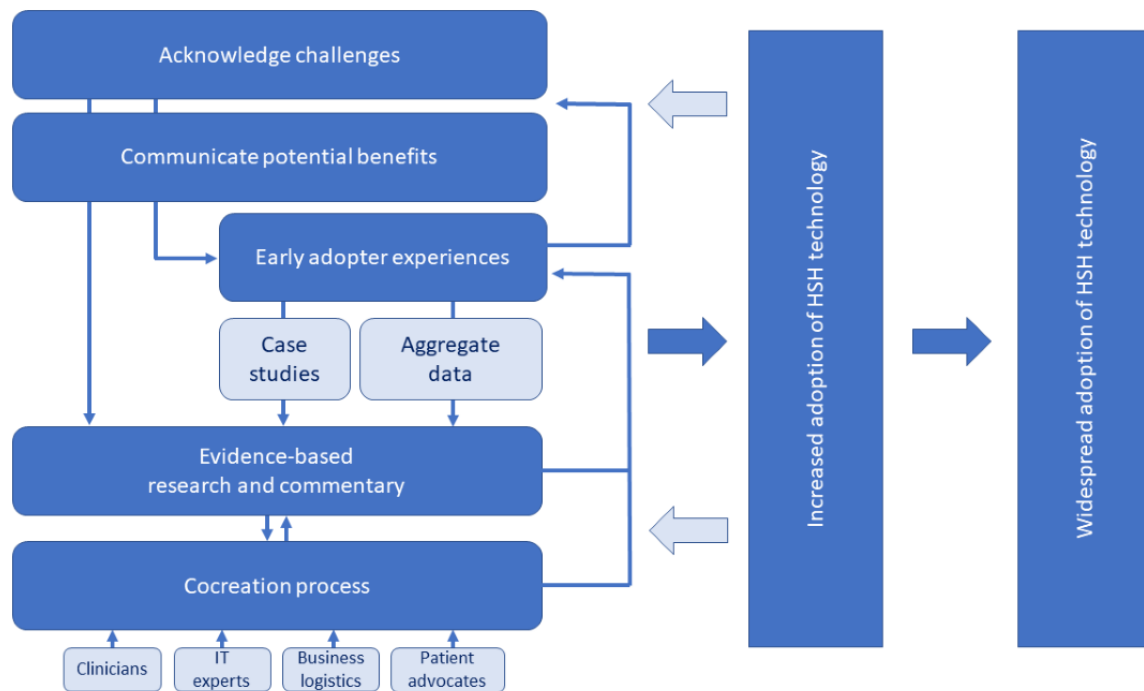 Acknowledge challenges
Communicate potential benefits
Early adopter experiences
Case
studies
Aggregate
data
Evidence-based
research and commentary
Cocreation process
Clinicians
IT
experts
Business
logistics
Patient
advocates
Increased adoption of HSH technology
Widespread adoption of HSH technology